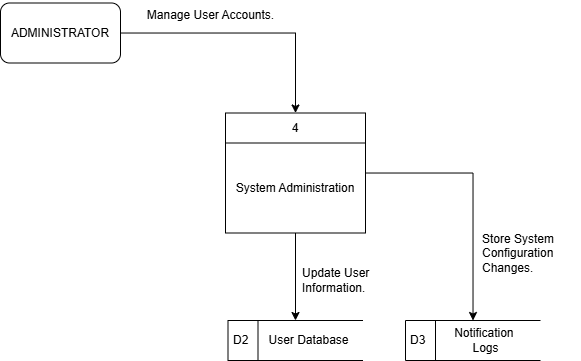 Manage User Accounts.
ADMINISTRATOR
4
System Administration
Store System
Configuration
Changes.
Update User
Information.
D2 User Database
D3 Notification
Logs